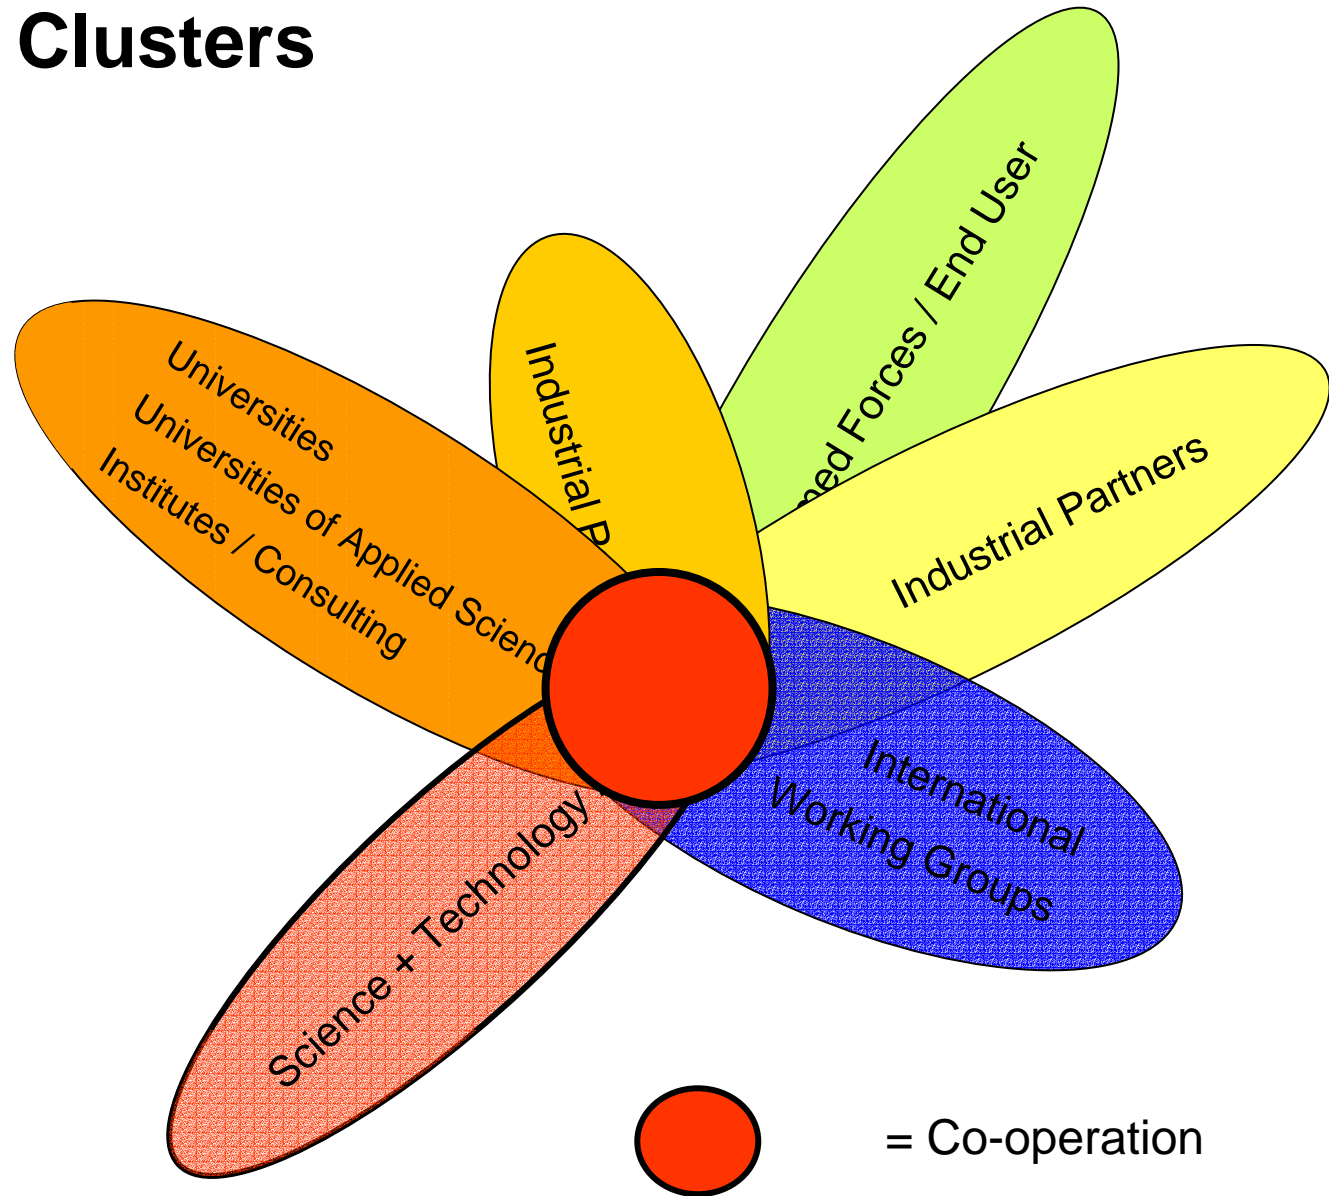 Clusters
Universities
Universities of Applied Scienc
Institutes / Consulting
Industrial P
med Forces / End User
Industrial Partners
International
Working Groups
Science + Technology
= Co-operation